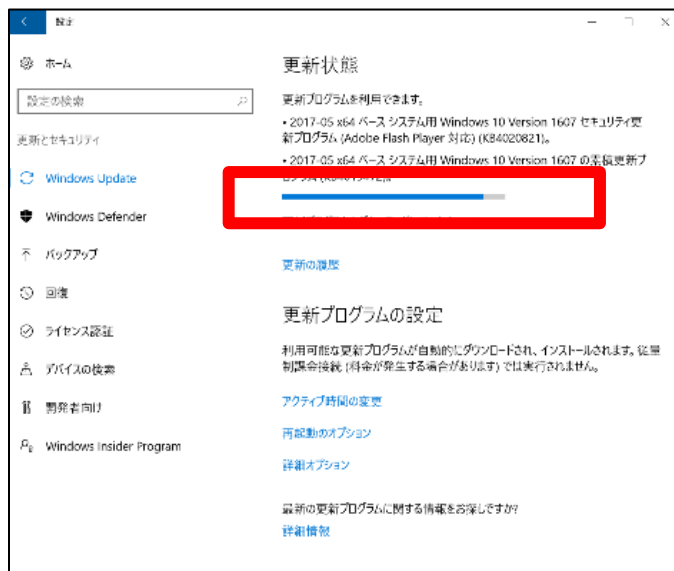 設定
ホーム
設定の検索
更新とセキュリティ
Windows Update
Windows Defender
バックアップ
回復
ライセンス認証
デバイスの検索
開発者向け
Windows Insider Program
更新状態
更新プログラムを利用できます。
• 2017-05 x64 ベース システム用 Windows 10 Version 1607 セキュリティ更
新プログラム (Adobe Flash Player 対応) (KB4020821)。
• 2017-05 x64 ベース システム用 Windows 10 Version 1607 の累積更新プ
更新の履歴
更新プログラムの設定
利用可能な更新プログラムが自動的にダウンロードされ、インストールされます。従量
制課金接続 (料金が発生する場合があります) では実行されません。
アクティブ時間の変更
再起動のオプション
詳細オプション
最新の更新プログラムに関する情報をお探しですか?
詳細情報